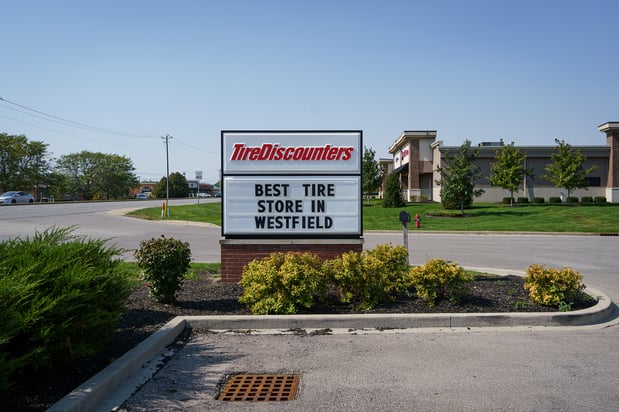 TireDiscounters
BEST TIRE
STORE IN
WESTFIELD